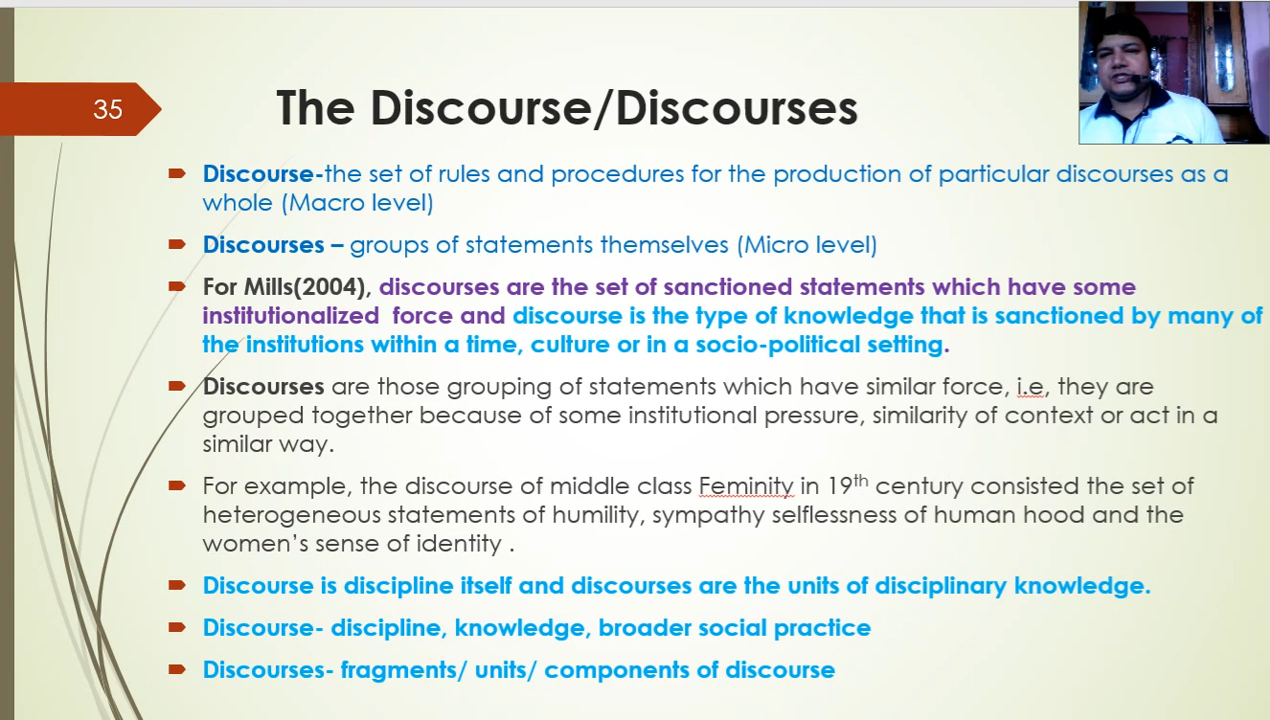 35
The Discourse/Discourses
Discourse-the set of rules and procedures for the production of particular discourses as a
whole (Macro level)
Discourses – groups of statements themselves (Micro level)
For Mills(2004), discourses are the set of sanctioned statements which have some
institutionalized force and discourse is the type of knowledge that is sanctioned by many of
the institutions within a time, culture or in a socio-political setting.
Discourses are those grouping of statements which have similar force, i.e, they are
grouped together because of some institutional pressure, similarity of context or act in a
similar way.
For example, the discourse of middle class Feminity in 19th century consisted the set of
heterogeneous statements of humility, sympathy selflessness of human hood and the
women's sense of identity .
Discourse is discipline itself and discourses are the units of disciplinary knowledge.
Discourse- discipline, knowledge, broader social practice
Discourses- fragments/ units/ components of discourse